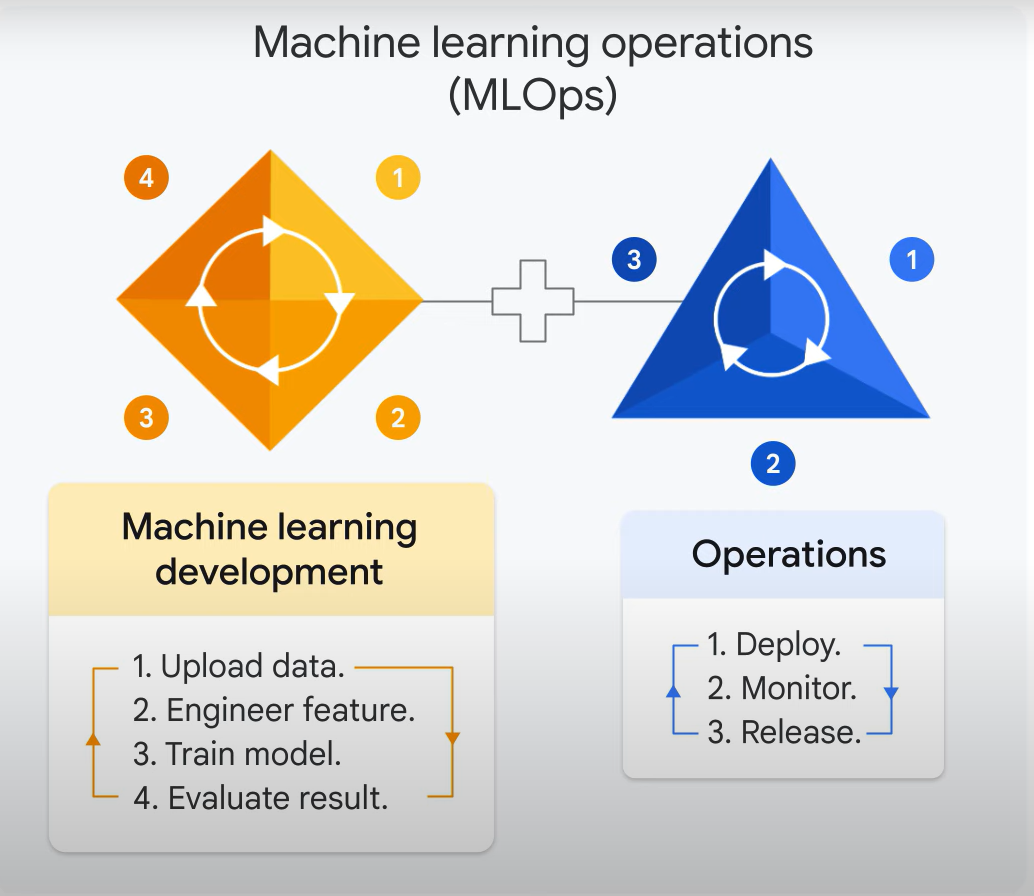 Machine learning operations
(MLOps)
4
1
3
2
3
1
2
Machine learning
development
1. Upload data.
2. Engineer feature.
3. Train model.
4. Evaluate result.
Operations
1. Deploy.
2. Monitor.
3. Release.